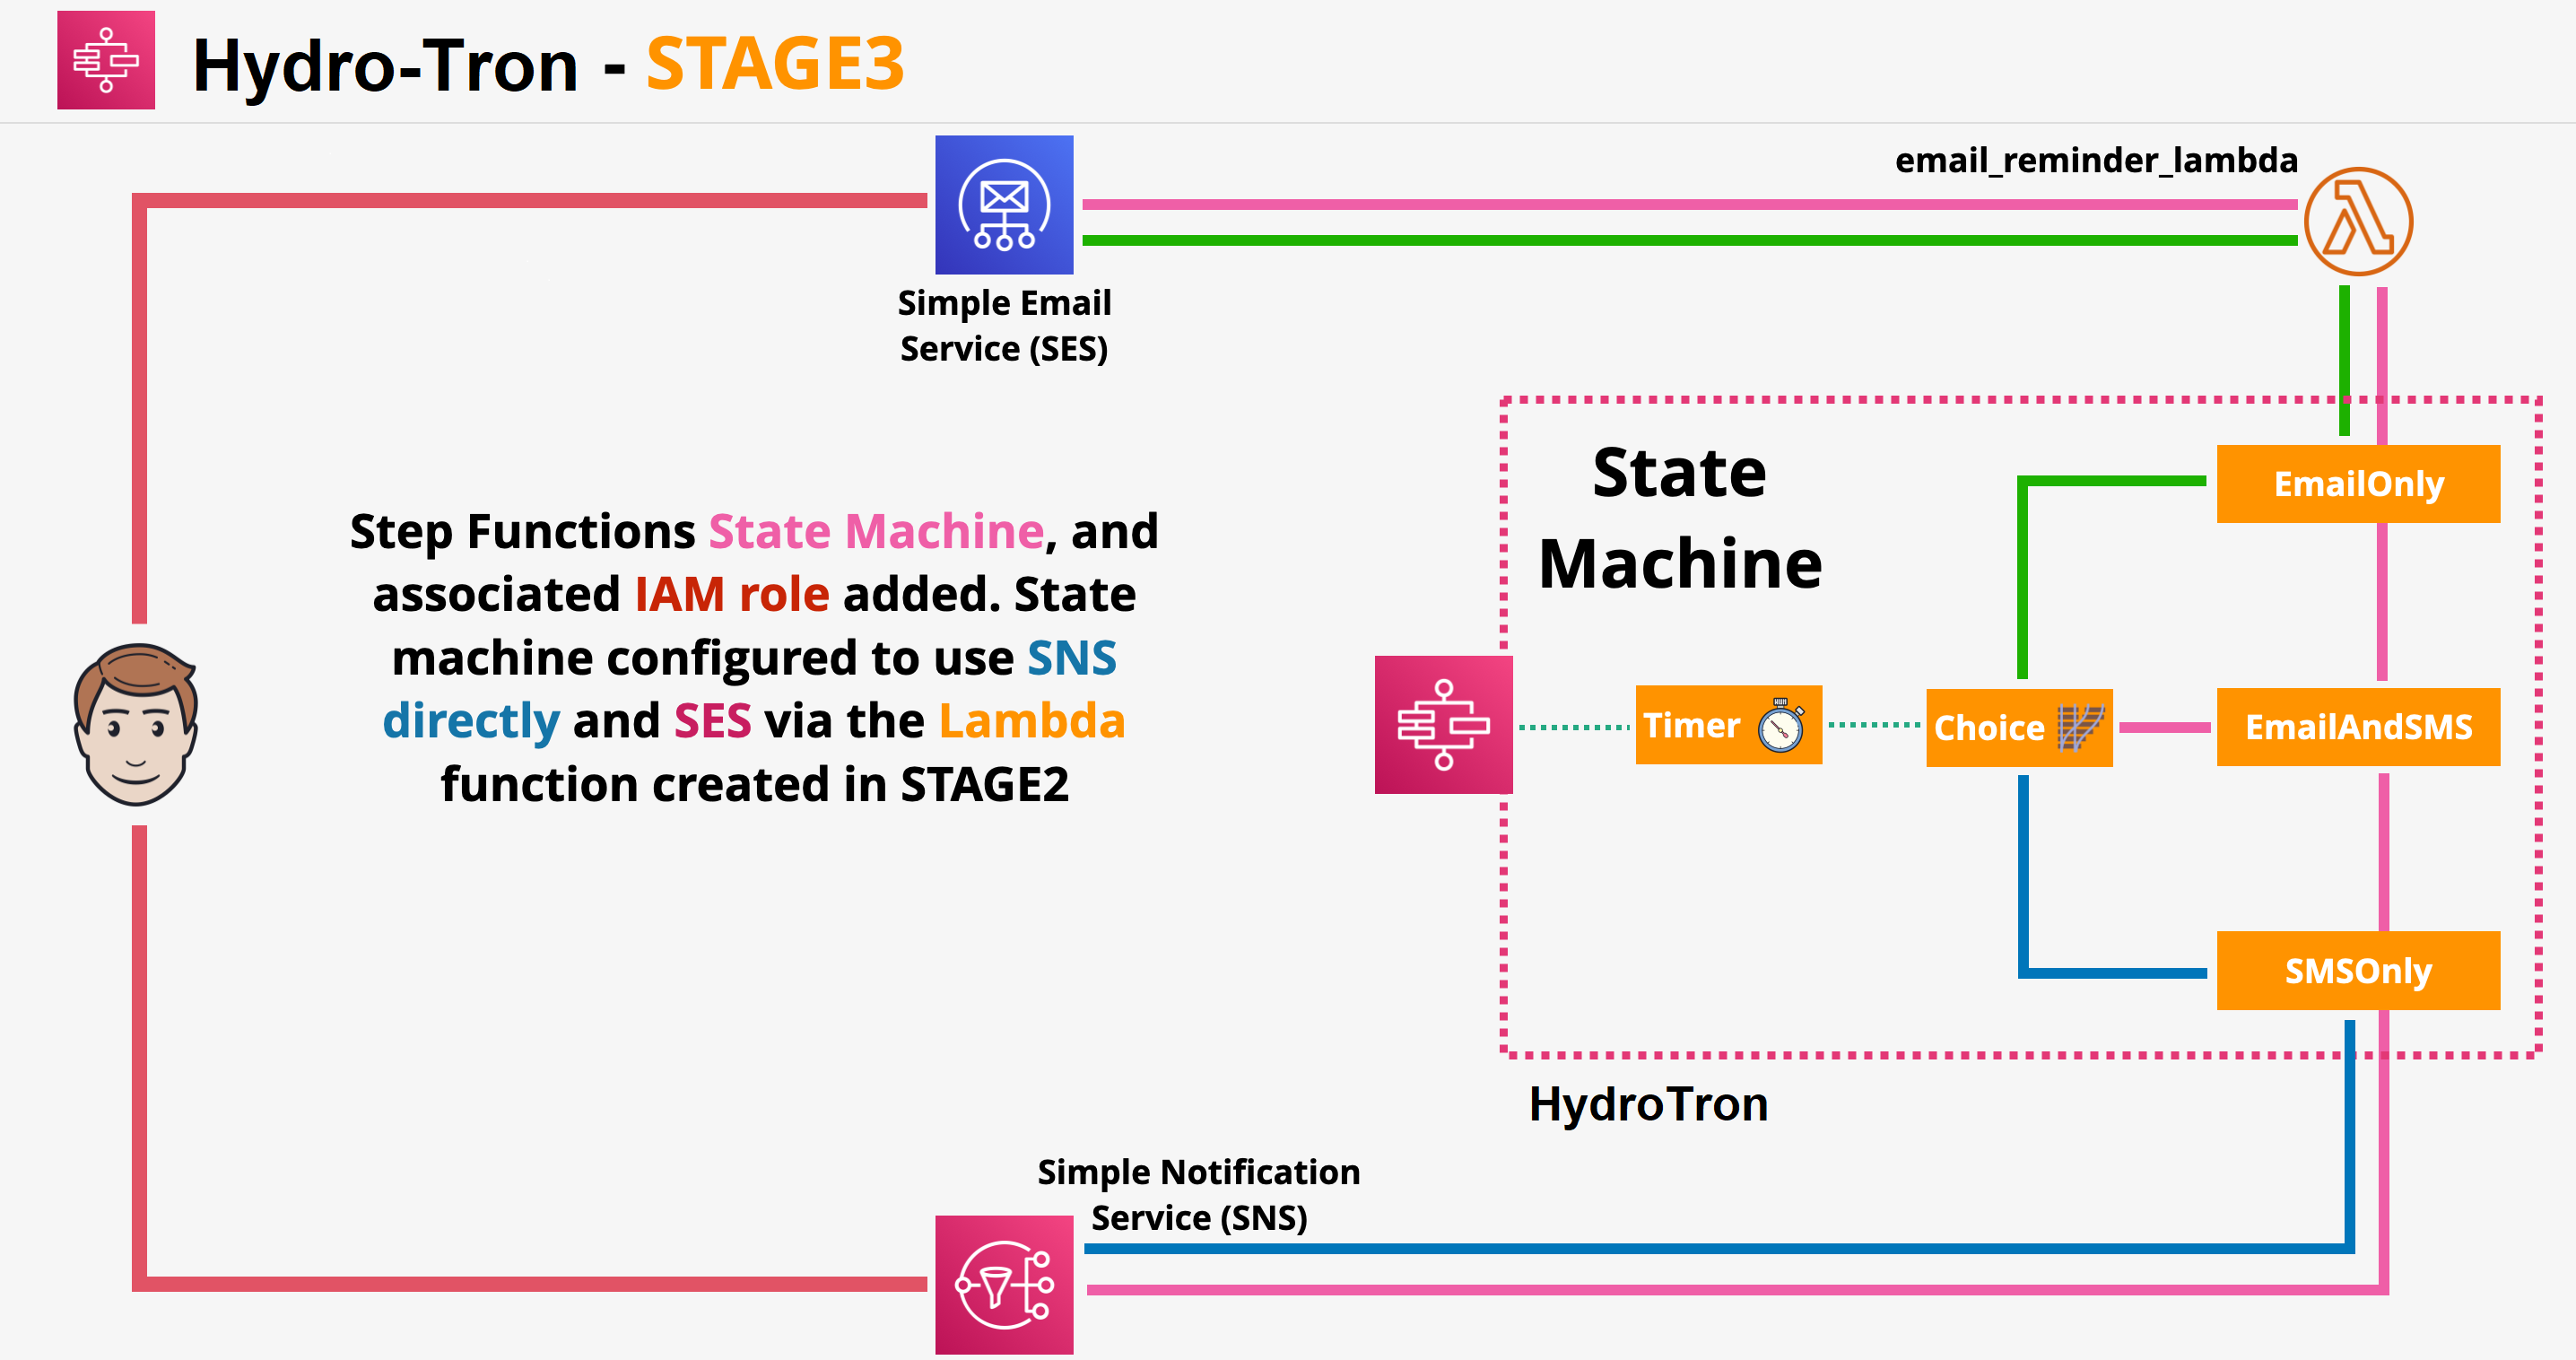 Hydro-Tron - STAGE3
email_reminder_lambda
Simple Email
Service (SES)
State
Machine
Step Functions State Machine, and
associated IAM role added. State
machine configured to use SNS
directly and SES via the Lambda
function created in STAGE2
EmailOnly
Timer
Choice
EmailAndSMS
SMSOnly
HydroTron
Simple Notification
Service (SNS)